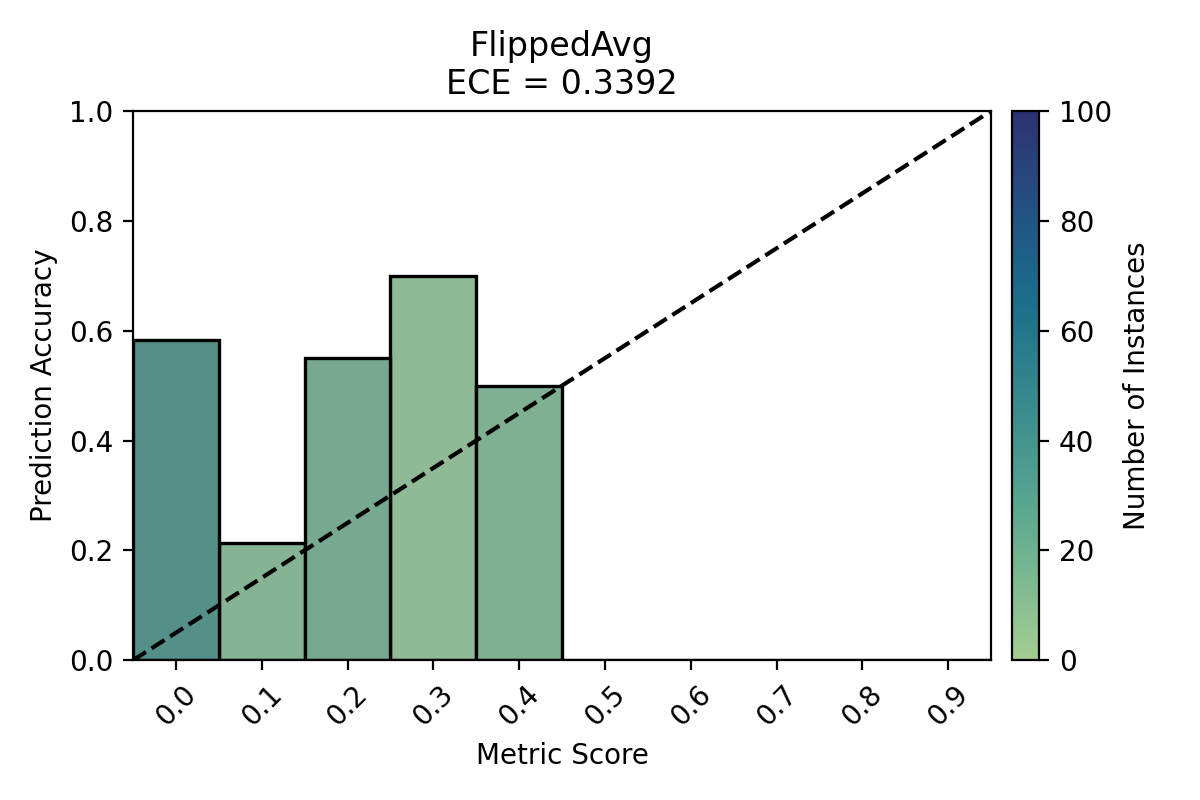 FlippedAvg
ECE = 0.3392
1.0
0.8
0.6
0.4
0.2
0.0
Prediction Accuracy
0.0 0.1 0.2 0.3 0.4 0.5 0.6 0.7 0.8 0.9
Metric Score
100
80
60
40
20
0
Number of Instances